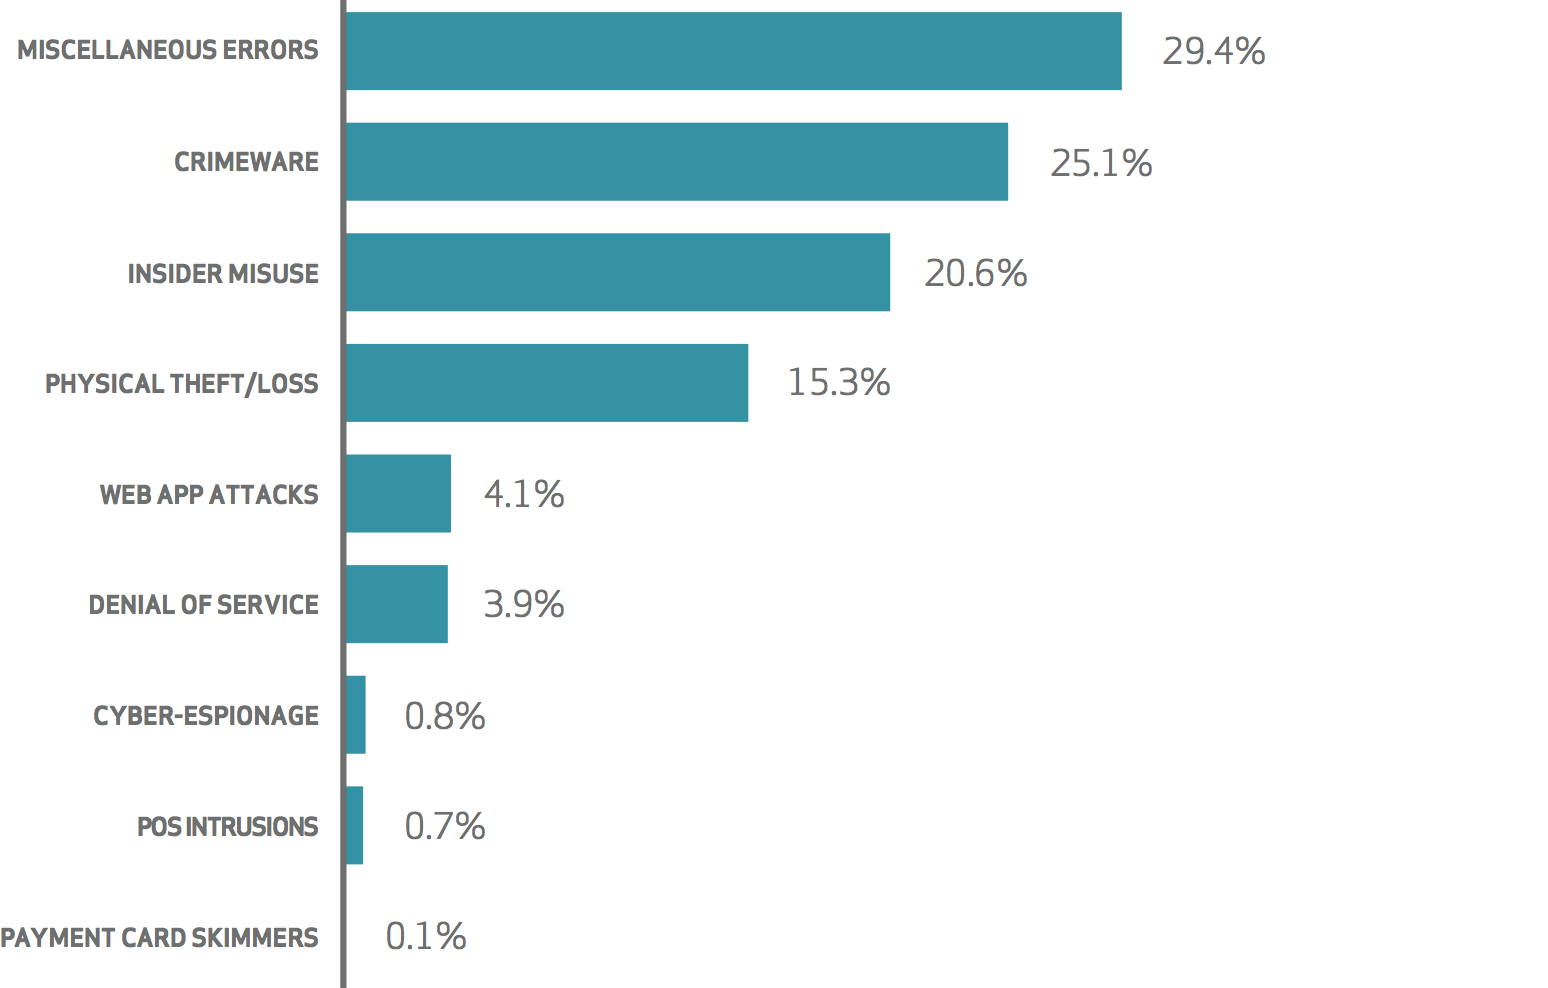 MISCELLANEOUS ERRORS 29.4%
CRIMEWARE 25.1%
INSIDER MISUSE 20.6%
PHYSICAL THEFT/LOSS 15.3%
WEB APP ATTACKS 4.1%
DENIAL OF SERVICE 3.9%
CYBER-ESPIONAGE 0.8%
POS INTRUSIONS 0.7%
PAYMENT CARD SKIMMERS 0.1%